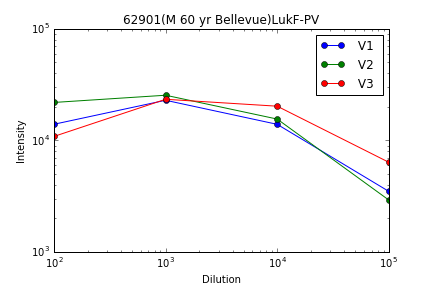 62901(M 60 yr Bellevue)LukF-PV
10^5
10^4
10^3
Intensity
V1
V2
V3
10^2 10^3 10^4 10^5
Dilution